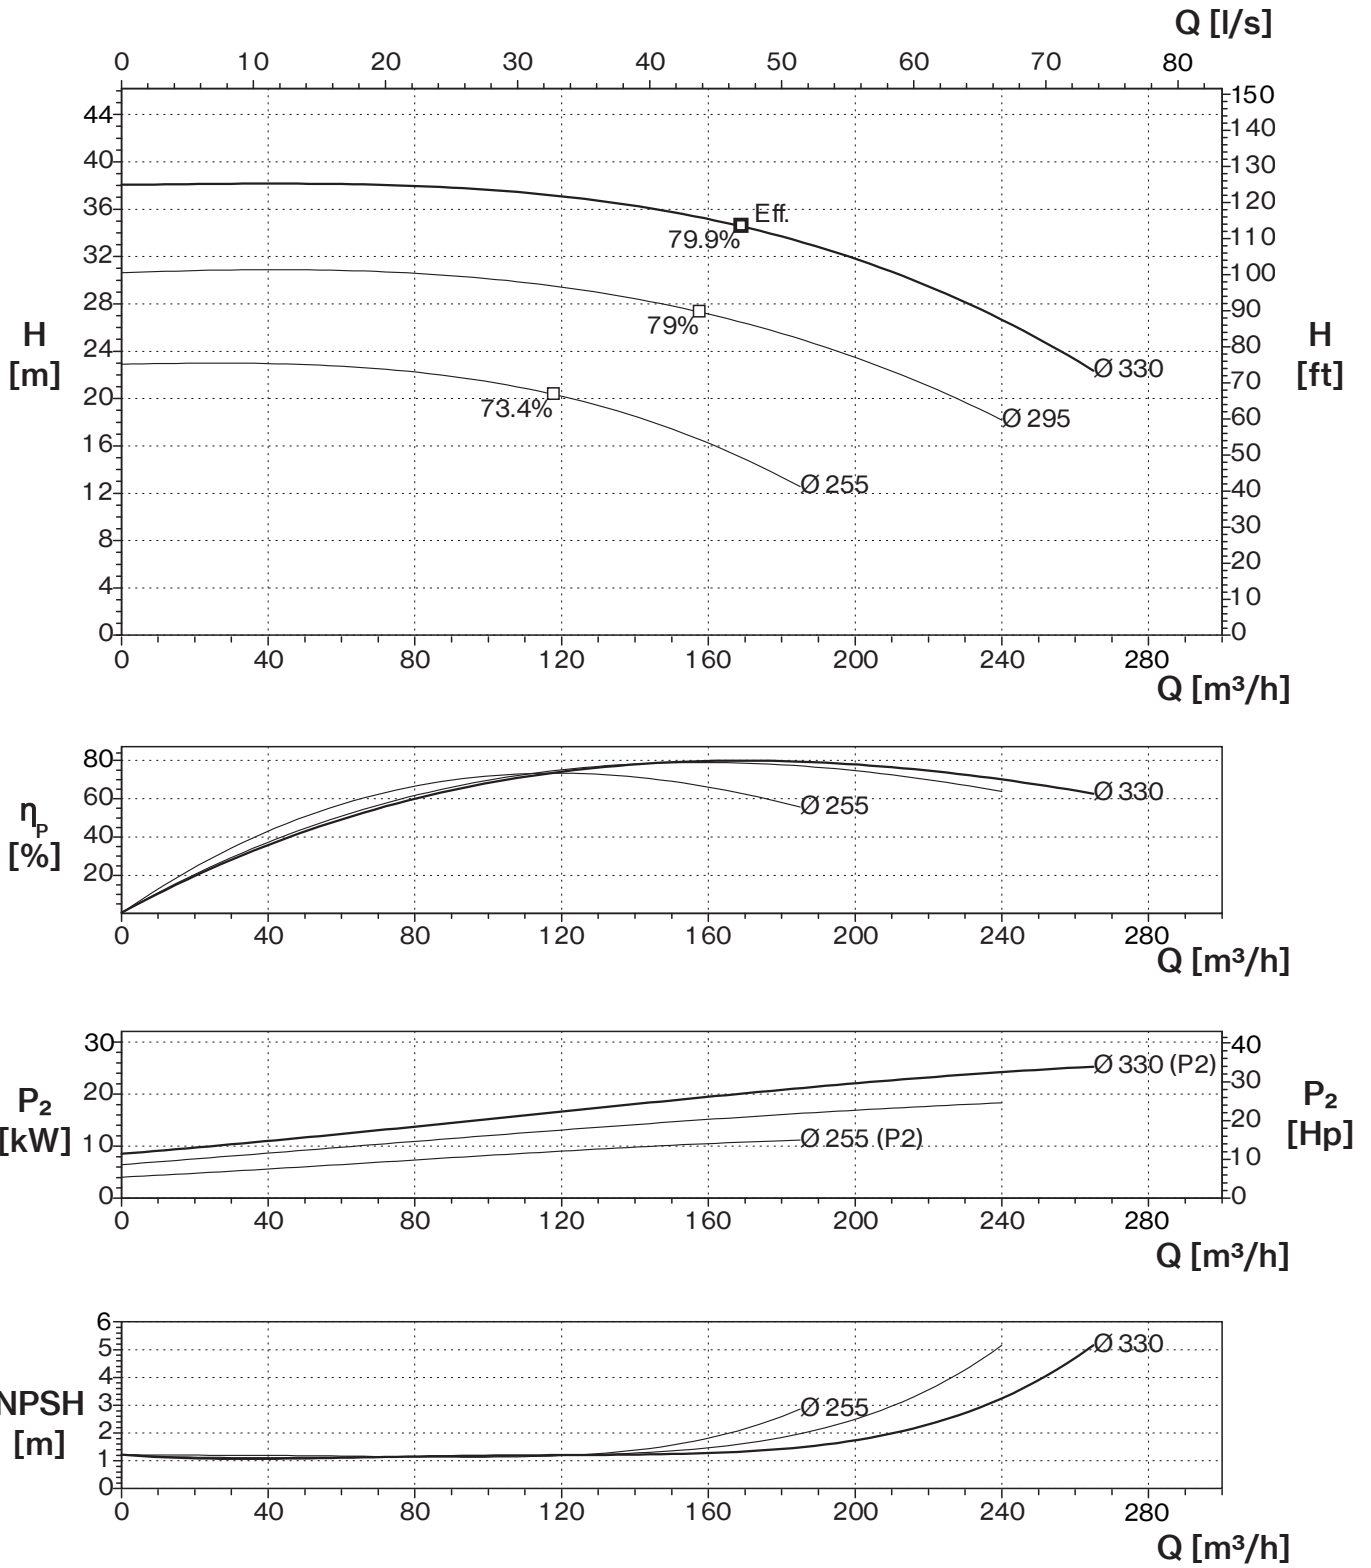 Q [l/s]
0 10 20 30 40 50 60 70 80
44 150
40 140
36 130
32 120
28 110
24 100
20 90
16 80
12 70
8 60
4 50
0 40
30
20
10
0
H
[m]
H
[ft]
Eff.
79.9%
79%
73.4%
Ø 330
Ø 295
Ø 255
0 40 80 120 160 200 240 280
Q [m³/h]
80
60
40
20
ηP
[%]
Ø 330
Ø 255
0 40 80 120 160 200 240 280
Q [m³/h]
30 40
20 30
10 20
0 10
0
P₂
[kW]
P₂
[Hp]
Ø 330 (P2)
Ø 255 (P2)
0 40 80 120 160 200 240 280
Q [m³/h]
6
5
4
3
2
1
0
NPSH
[m]
Ø 330
Ø 255
0 40 80 120 160 200 240 280
Q [m³/h]